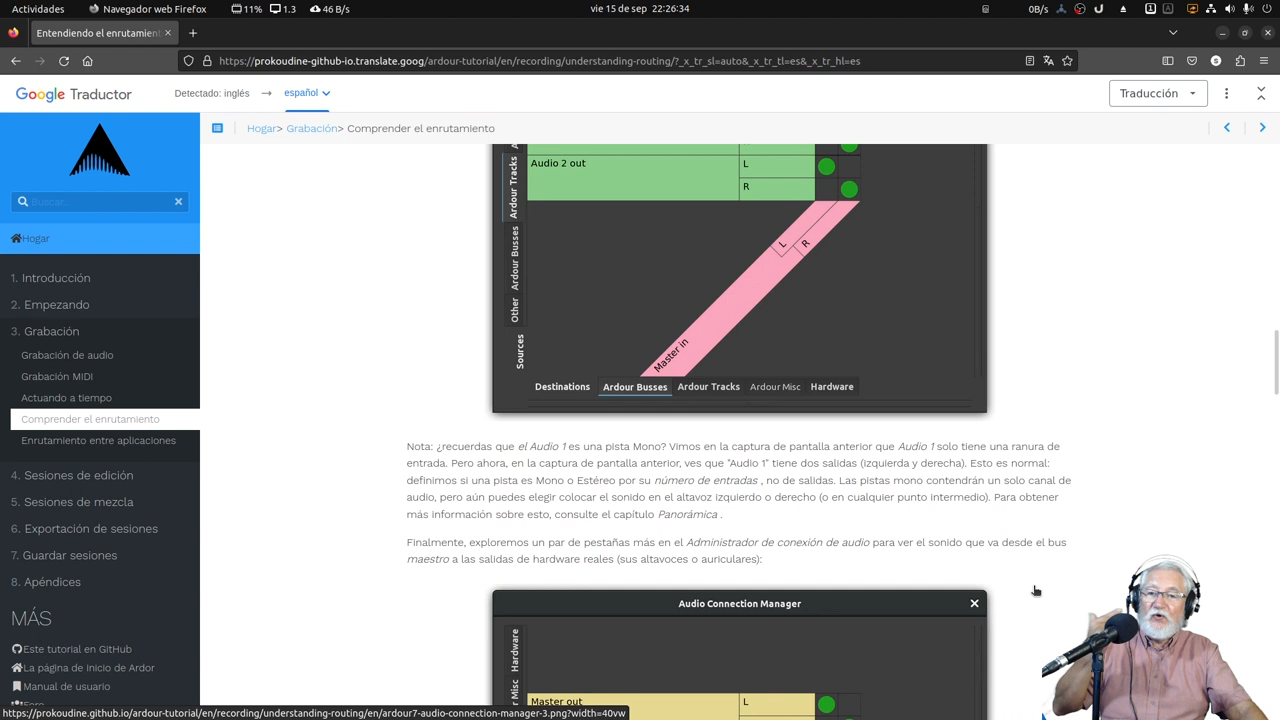 Actividades
Navegador web Firefox
11%
1.3
46 B/s
vie 15 de sep 22:26:34
0B/s
1
Entendiendo el enrutamient
https://prokoudine-github-io.translate.goog/ardour-tutorial/en/recording/understanding-routing/?_x_tr_sl=auto&_x_tr_tl=es&_x_tr_hl=es
Google Traductor
Detectado: inglés
español
Traducción
Hogar> Grabación> Comprender el enrutamiento
Buscar...
Hogar
1. Introducción
2. Empezando
3. Grabación
Grabación de audio
Grabación MIDI
Actuando a tiempo
Comprender el enrutamiento
Enrutamiento entre aplicaciones
4. Sesiones de edición
5. Sesiones de mezcla
6. Exportación de sesiones
7. Guardar sesiones
8. Apéndices
MÁS
Este tutorial en GitHub
La página de inicio de Ardor
Manual de usuario
Foro
Audio 2 out
L
R
Ardour Tracks
Ardour Busses
Other
Sources
L
R
Master in
Destinations
Ardour Busses
Ardour Tracks
Ardour Misc
Hardware
Nota: ¿recuerdas que el Audio 1 es una pista Mono? Vimos en la captura de pantalla anterior que Audio 1 solo tiene una ranura de
entrada. Pero ahora, en la captura de pantalla anterior, ves que "Audio 1" tiene dos salidas (izquierda y derecha). Esto es normal:
definimos si una pista es Mono o Estéreo por su número de entradas , no de salidas. Las pistas mono contendrán un solo canal de
audio, pero aún puedes elegir colocar el sonido en el altavoz izquierdo o derecho (o en cualquier punto intermedio). Para obtener
más información sobre esto, consulte el capítulo Panorámica .
Finalmente, exploremos un par de pestañas más en el Administrador de conexión de audio para ver el sonido que va desde el bus
maestro a las salidas de hardware reales (sus altavoces o auriculares):
Audio Connection Manager
Hardware
Misc
Master out
L
https://prokoudine.github.io/ardour-tutorial/en/recording/understanding-routing/en/ardour7-audio-connection-manager-3.png?width=40vw